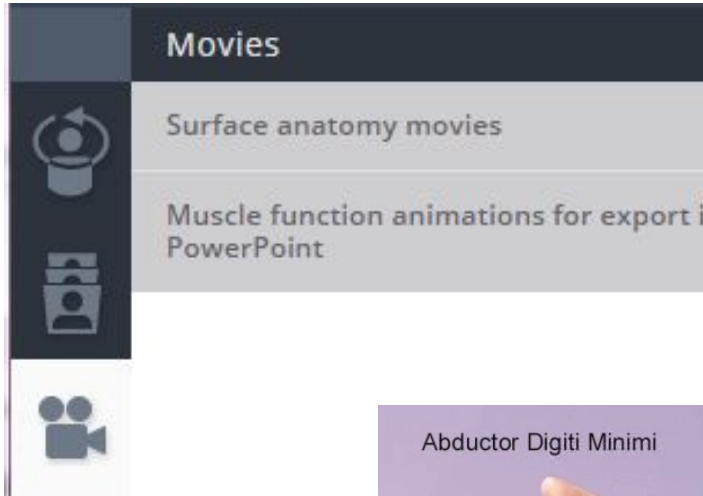 Movies
Surface anatomy movies
Muscle function animations for export
PowerPoint
Abductor Digiti Minimi